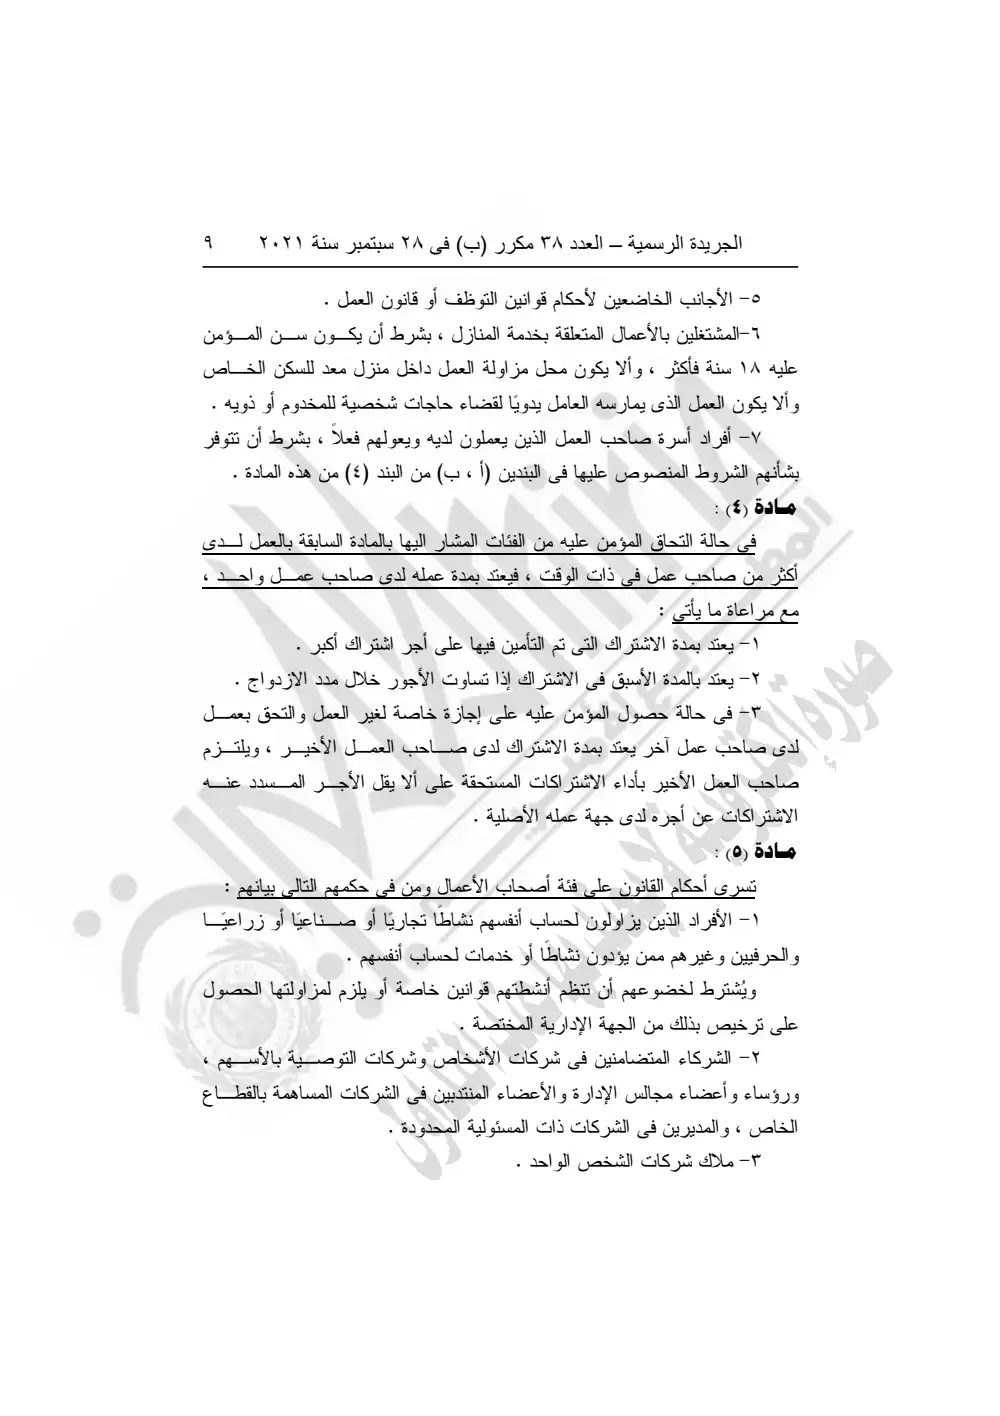 الجريدة الرسمية – العدد ٣٨ مكرر (ب) فى ٢٨ سبتمبر سنة ٢٠٢١ ٩
٥- الأجانب الخاضعين لأحكام قوانين التوظف أو قانون العمل .
٦-المشتغلين بالأعمال المتعلقة بخدمة المنازل ، بشرط أن يكون سن المؤمن
عليه ١٨ سنة فأكثر ، وألا يكون محل مزاولة العمل داخل منزل معد للسكن الخاص
وألا يكون العمل الذى يمارسه العامل يدويًا لقضاء حاجات شخصية للمخدوم أو ذويه .
٧- أفراد أسرة صاحب العمل الذين يعملون لديه ويعولهم فعلاً ، بشرط أن تتوفر
بشأنهم الشروط المنصوص عليها فى البندين (أ ، ب) من البند (٤) من هذه المادة .
مادة (٤) :
فى حالة التحاق المؤمن عليه من الفئات المشار اليها بالمادة السابقة بالعمل لدى
أكثر من صاحب عمل فى ذات الوقت ، فيعتد بمدة عمله لدى صاحب عمل واحد ،
مع مراعاة ما يأتى :
١- يعتد بمدة الاشتراك التى تم التأمين فيها على أجر اشتراك أكبر .
٢- يعتد بالمدة الأسبق فى الاشتراك إذا تساوت الأجور خلال مدد الازدواج .
٣- فى حالة حصول المؤمن عليه على إجازة خاصة لغير العمل والتحق بعمل
لدى صاحب عمل آخر يعتد بمدة الاشتراك لدى صاحب العمل الأخير ، ويلتزم
صاحب العمل الأخير بأداء الاشتراكات المستحقة على ألا يقل الأجر المسدد عنه
الاشتراكات عن أجره لدى جهة عمله الأصلية .
مادة (٥) :
تسرى أحكام القانون على فئة أصحاب الأعمال ومن فى حكمهم التالى بيانهم :
١- الأفراد الذين يزاولون لحساب أنفسهم نشاطًا تجاريًا أو صناعيًا أو زراعيًا
والحرفيين وغيرهم ممن يؤدون نشاطًا أو خدمات لحساب أنفسهم .
ويُشترط لخضوعهم أن تنظم أنشطتهم قوانين خاصة أو يلزم لمزاولتها الحصول
على ترخيص بذلك من الجهة الإدارية المختصة .
٢- الشركاء المتضامنين فى شركات الأشخاص وشركات التوصية بالأسهم ،
ورؤساء وأعضاء مجالس الإدارة والأعضاء المنتدبين فى الشركات المساهمة بالقطاع
الخاص ، والمديرين فى الشركات ذات المسئولية المحدودة .
٣- ملاك شركات الشخص الواحد .
صورة إلكترونية لا يعتد بها عند التداول